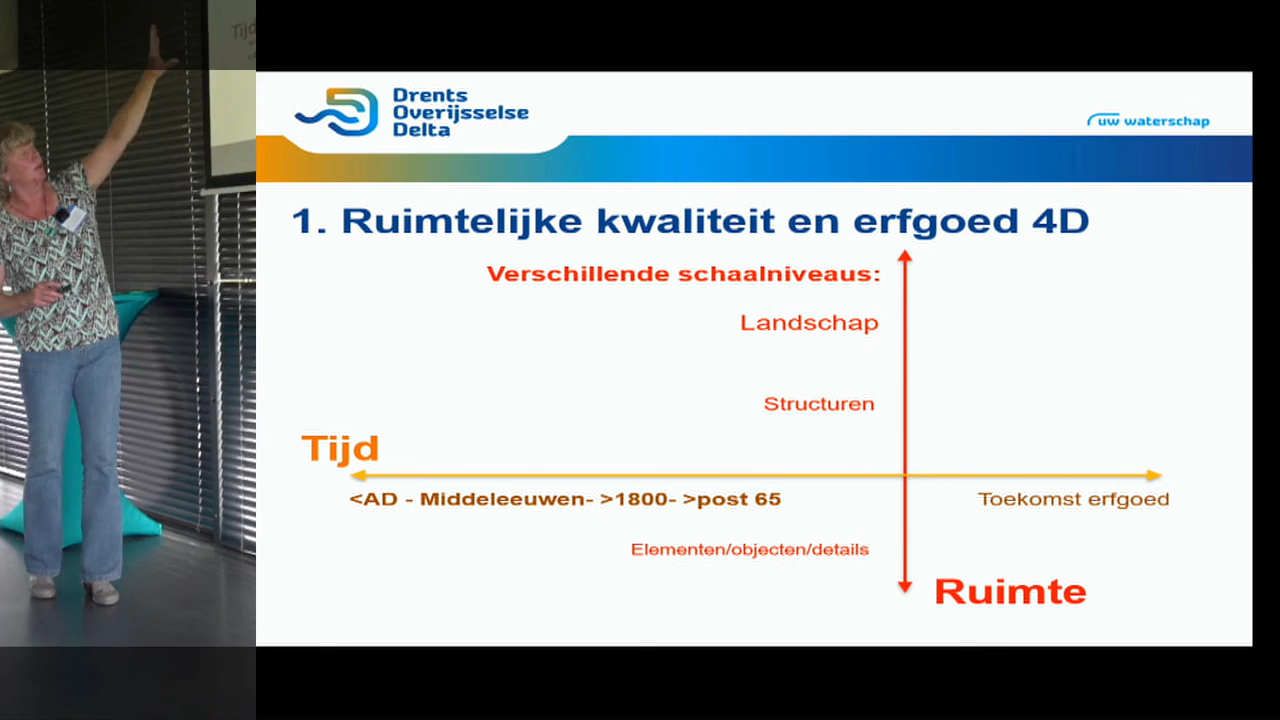 Tijd
Drents
Overijsselse
Delta
uw waterschap
1. Ruimtelijke kwaliteit en erfgoed 4D
Verschillende schaalniveaus:
Landschap
Structuren
Tijd
<AD - Middeleeuwen- >1800- >post 65
Toekomst erfgoed
Elementen/objecten/details
Ruimte